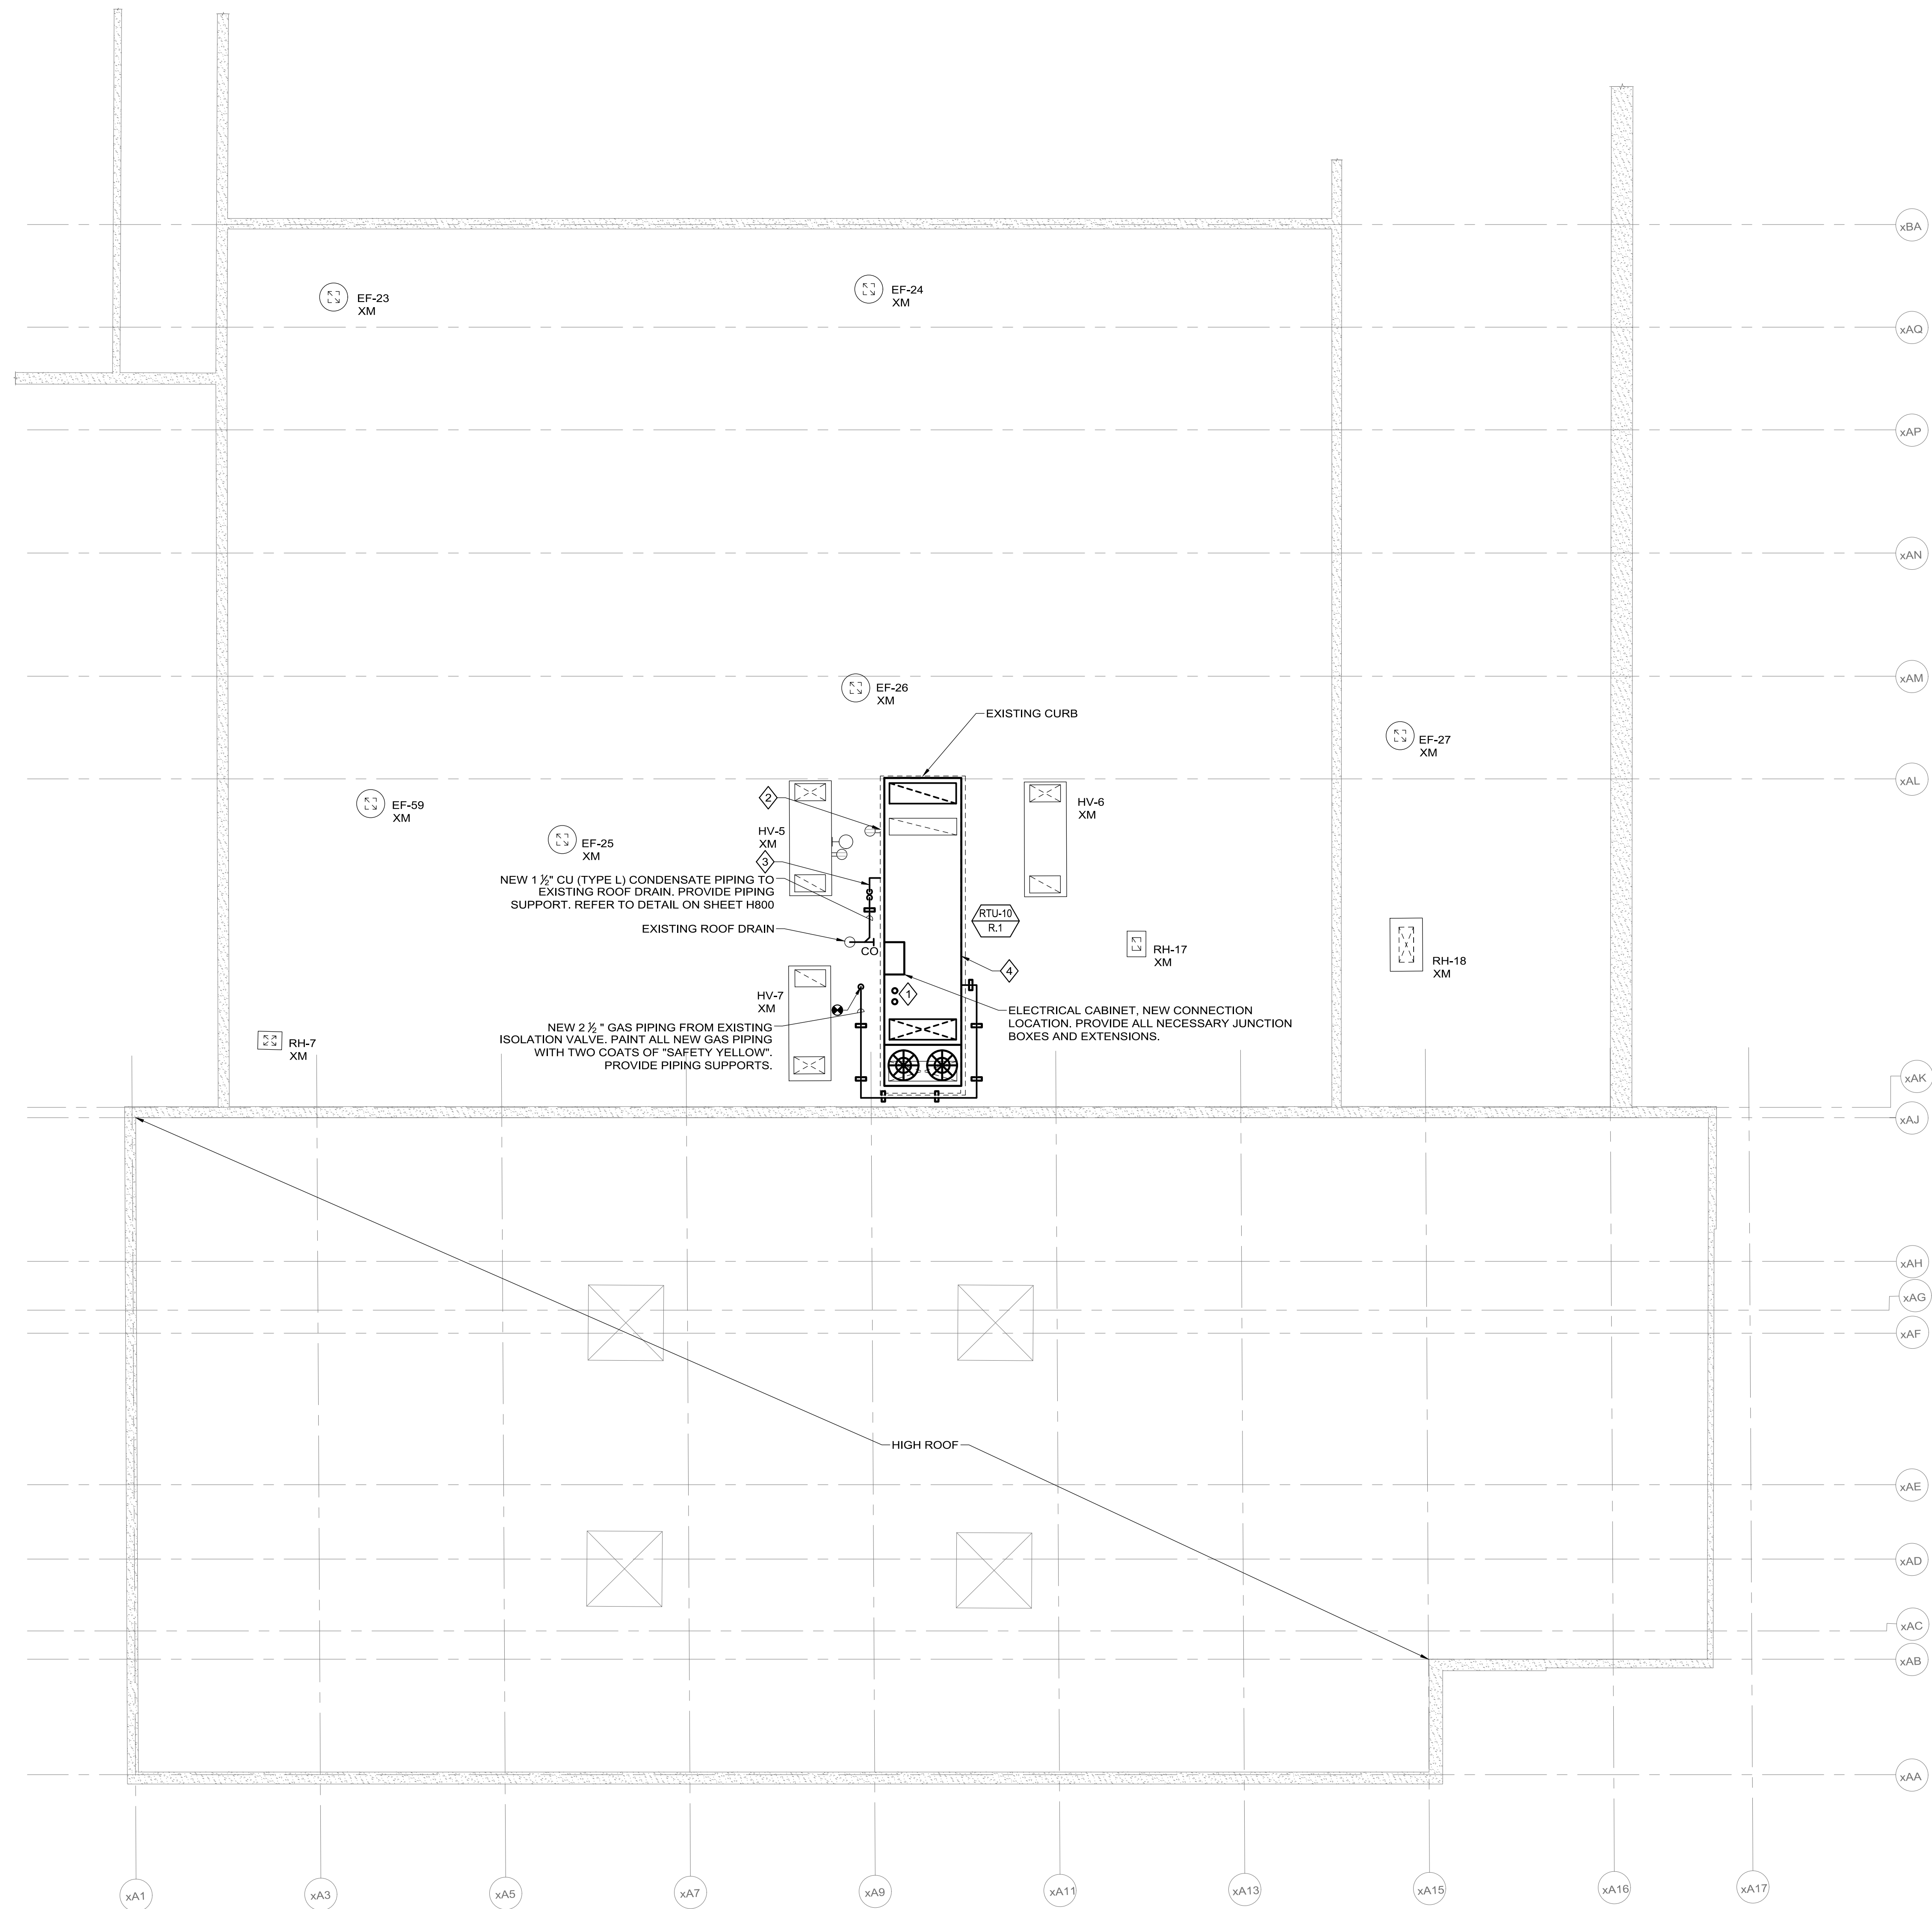 xBA
EF-23
XM
EF-24
XM
xAQ
xAP
xAN
xAM
EF-26
XM
EXISTING CURB
EF-27
XM
xAL
EF-59
XM
2
HV-5
XM
HV-6
XM
EF-25
XM
3
NEW 1 ½" CU (TYPE L) CONDENSATE PIPING TO
EXISTING ROOF DRAIN. PROVIDE PIPING
SUPPORT. REFER TO DETAIL ON SHEET H800
EXISTING ROOF DRAIN
CO
RTU-10
R.1
RH-17
XM
RH-18
XM
4
1
HV-7
XM
ELECTRICAL CABINET, NEW CONNECTION
LOCATION. PROVIDE ALL NECESSARY JUNCTION
BOXES AND EXTENSIONS.
NEW 2 ½ " GAS PIPING FROM EXISTING
ISOLATION VALVE. PAINT ALL NEW GAS PIPING
WITH TWO COATS OF "SAFETY YELLOW".
PROVIDE PIPING SUPPORTS.
RH-7
XM
xAK
xAJ
xAH
xAG
xAF
HIGH ROOF
xAE
xAD
xAC
xAB
xAA
xA1
xA3
xA5
xA7
xA9
xA11
xA13
xA15
xA16
xA17